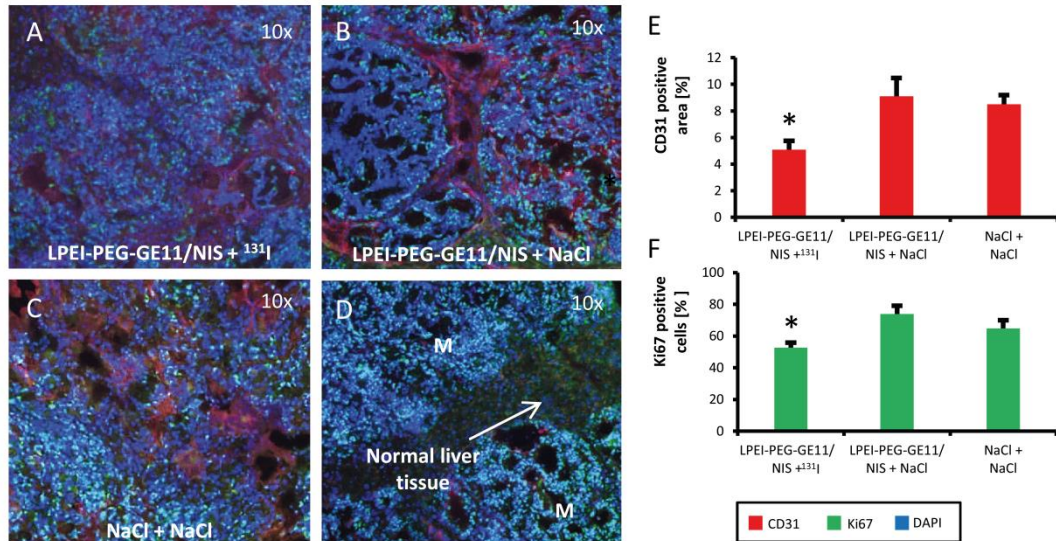 A
10x
LPEI-PEG-GE11/NIS + ¹³¹I
B
10x
*
LPEI-PEG-GE11/NIS + NaCl
C
10x
NaCl + NaCl
D
M
Normal liver
tissue
M
E
CD31 positive
area [%]
12
10
8
6
4
2
0
*
LPEI-PEG-GE11/
NIS +¹³¹I
LPEI-PEG-GE11/
NIS + NaCl
NaCl +
NaCl
F
Ki67 positive
cells [% ]
100
80
60
40
20
0
*
LPEI-PEG-GE11/
NIS +¹³¹I
LPEI-PEG-GE11/
NIS + NaCl
NaCl +
NaCl
CD31 Ki67 DAPI